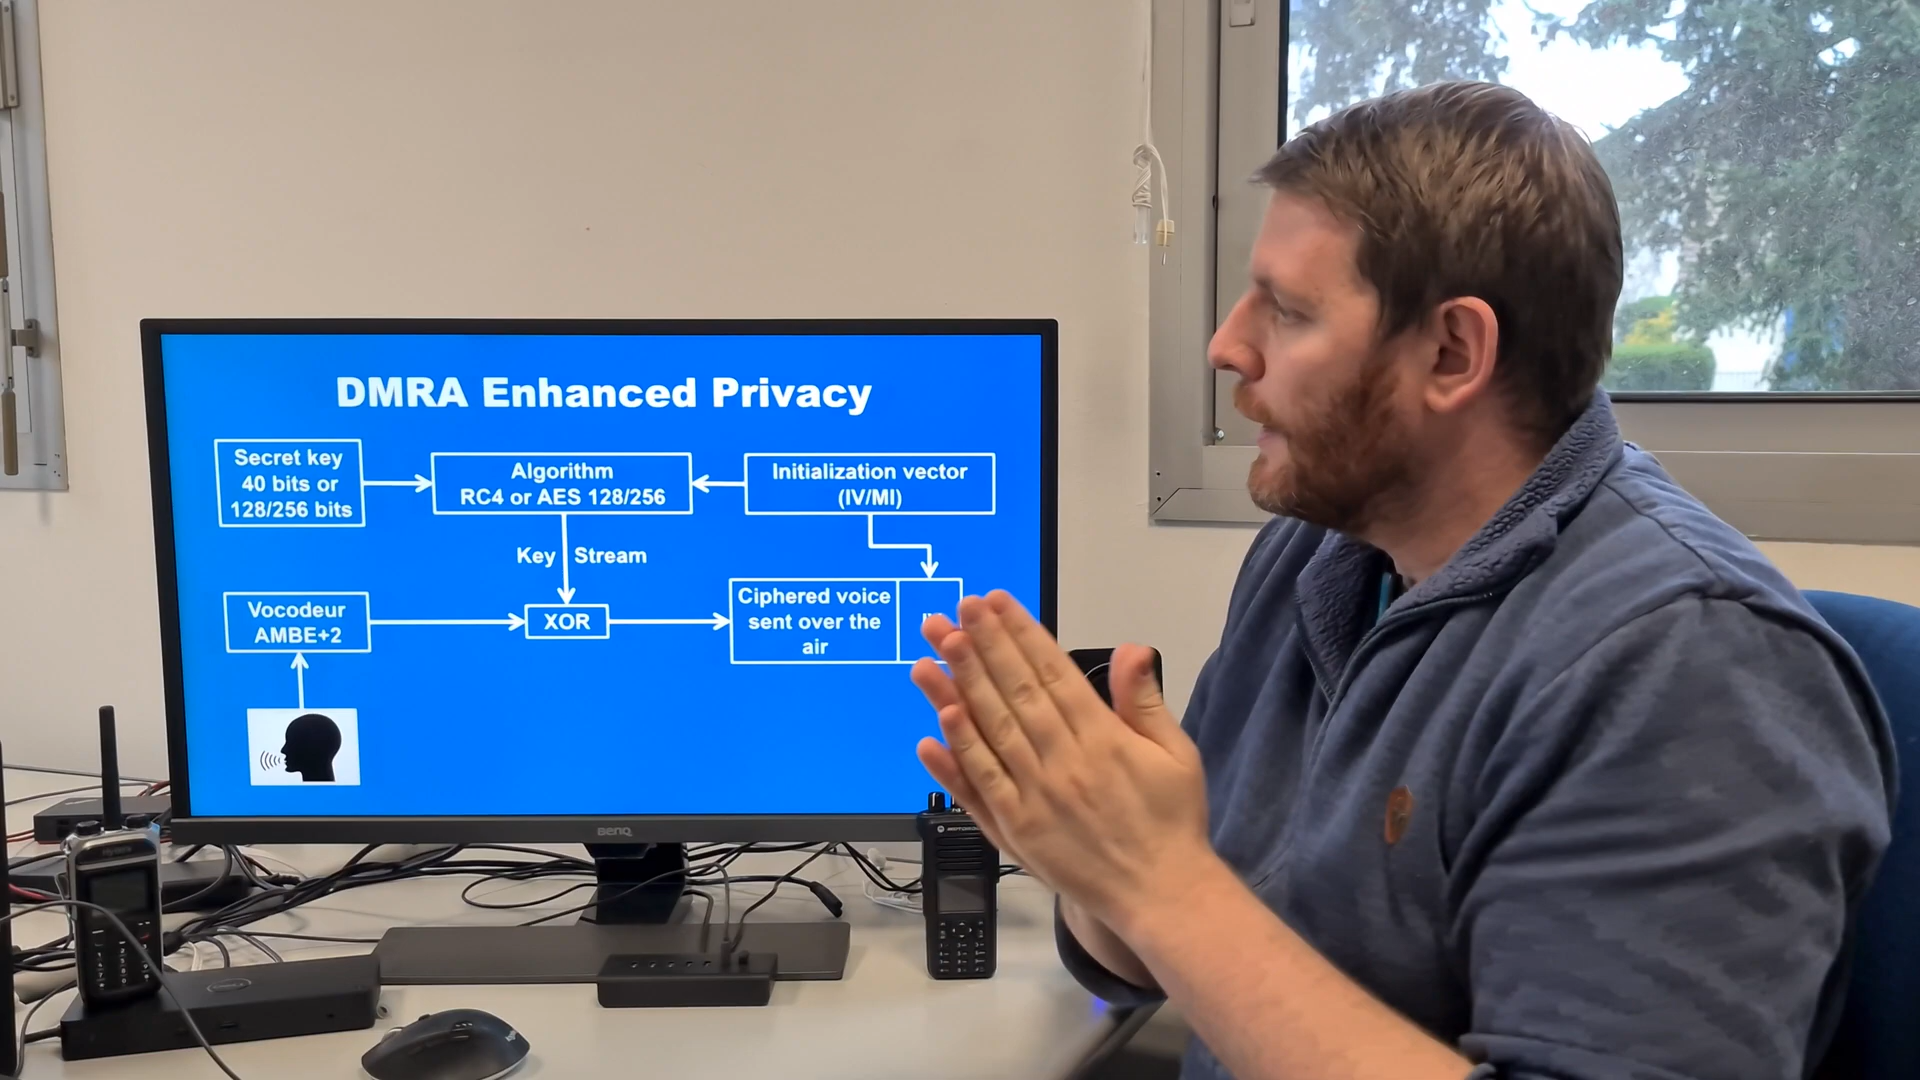 DMRA Enhanced Privacy
Secret key
40 bits or
128/256 bits
Algorithm
RC4 or AES 128/256
Initialization vector
(IV/MI)
Key Stream
Vocodeur
AMBE+2
XOR
Ciphered voice
sent over the
air
BenQ